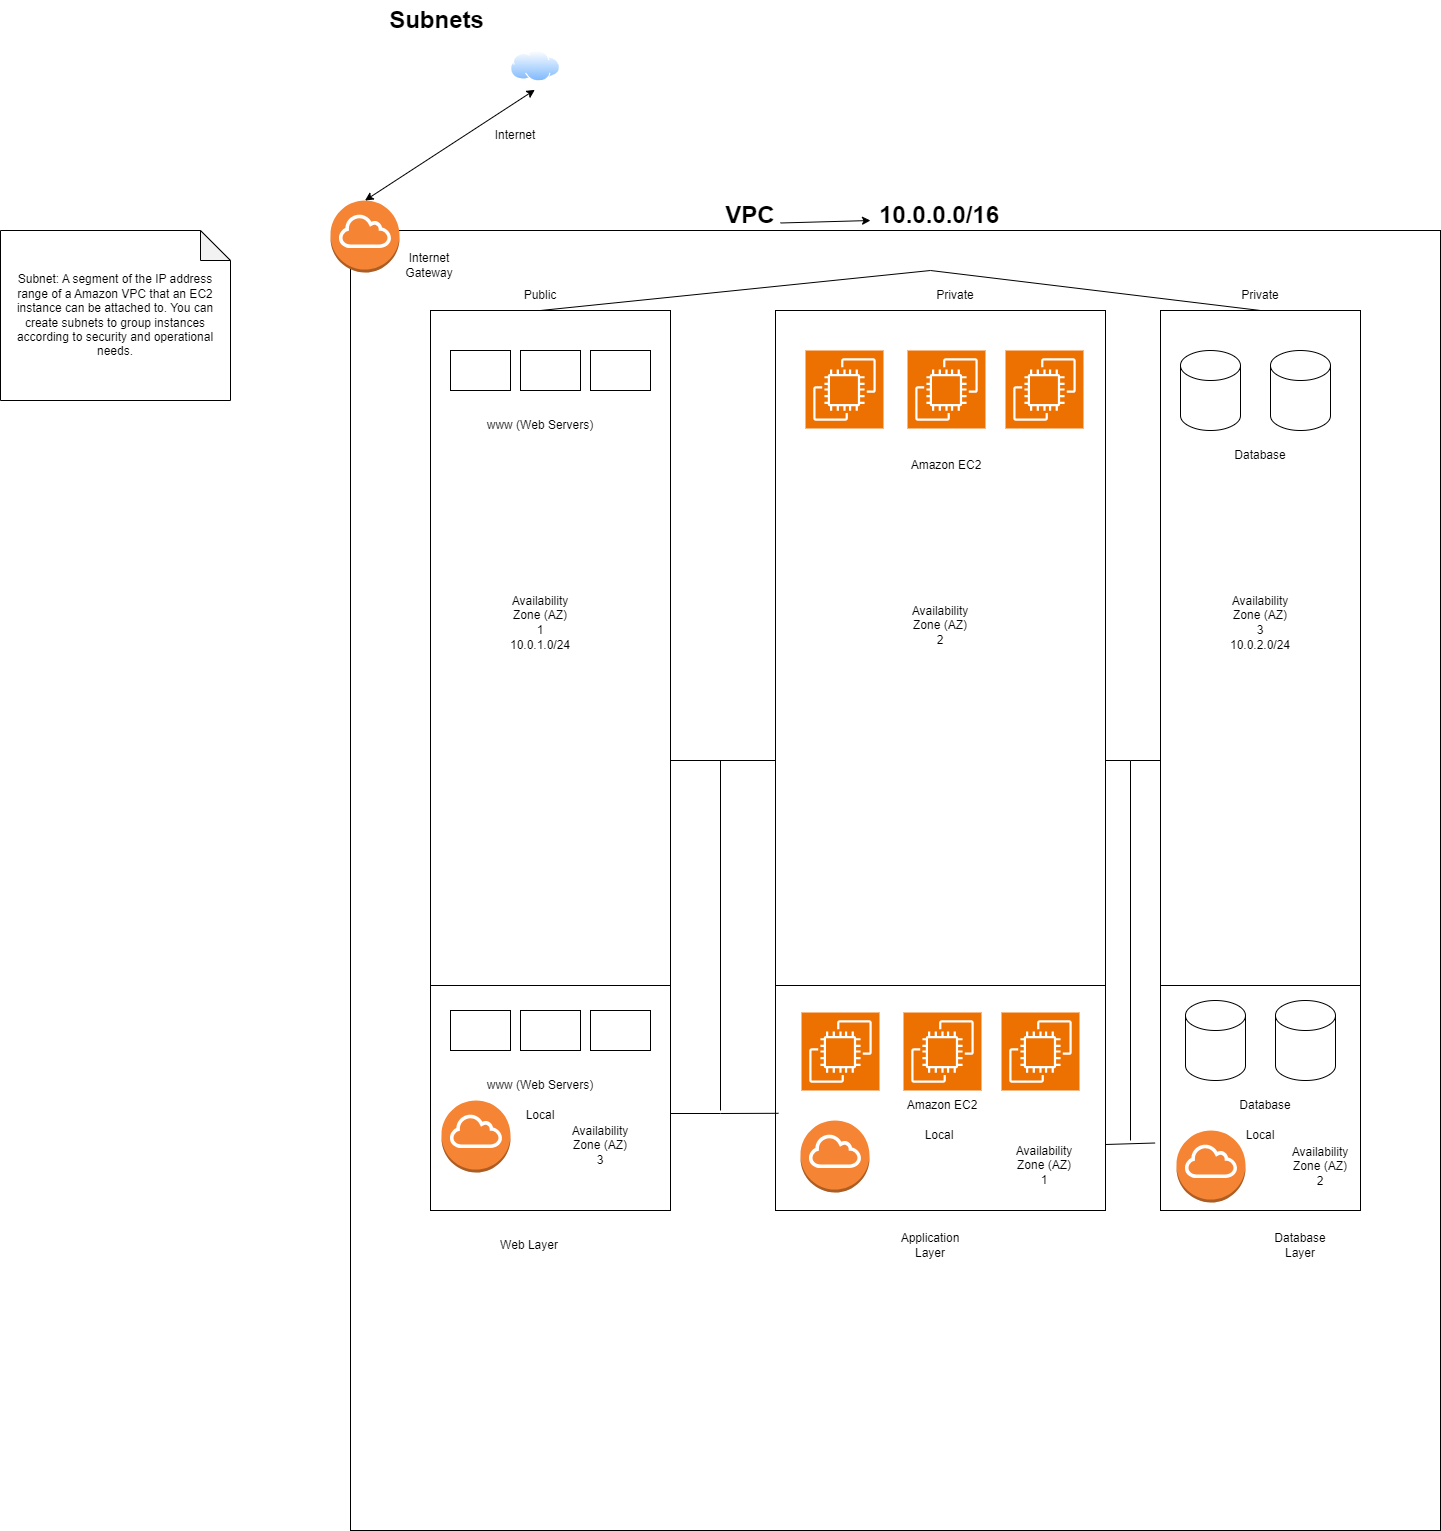 Subnets
Internet
VPC
10.0.0.0/16
Internet
Gateway
Subnet: A segment of the IP address
range of a Amazon VPC that an EC2
instance can be attached to. You can
create subnets to group instances
according to security and operational
needs.
Public
Private
Private
www (Web Servers)
Amazon EC2
Database
Availability
Zone (AZ)
1
10.0.1.0/24
Availability
Zone (AZ)
2
Availability
Zone (AZ)
3
10.0.2.0/24
www (Web Servers)
Local
Availability
Zone (AZ)
3
Amazon EC2
Local
Availability
Zone (AZ)
1
Database
Local
Availability
Zone (AZ)
2
Web Layer
Application
Layer
Database
Layer